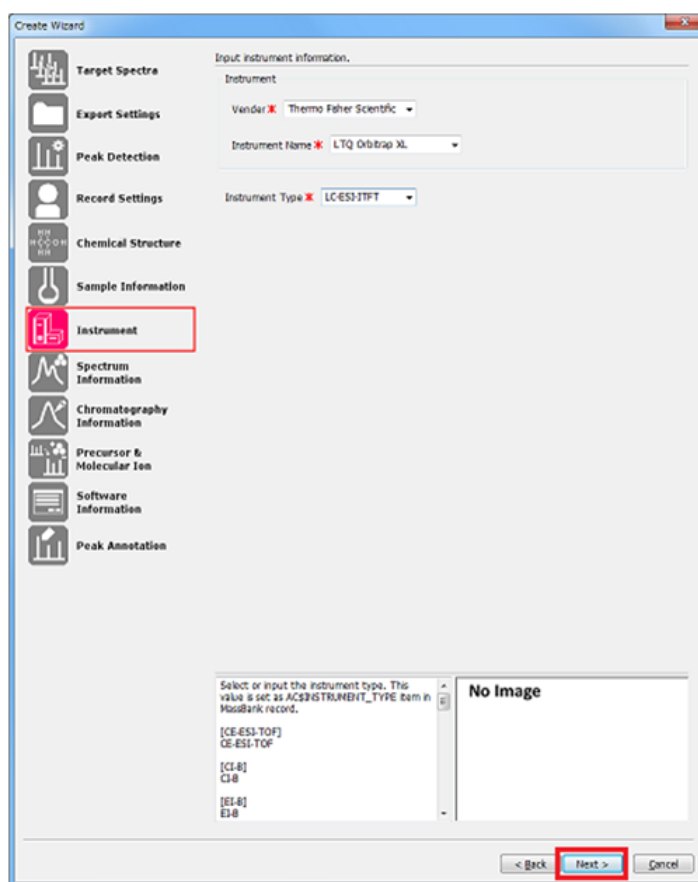 Create Wizard
Target Spectra
Export Settings
Peak Detection
Record Settings
Chemical Structure
Sample Information
Instrument
Spectrum
Information
Chromatography
Information
Precursor &
Molecular Ion
Software
Information
Peak Annotation
Input instrument information.
Instrument
Vender ✖ Thermo Fisher Scientific
Instrument Name ✖ LTQ Orbitrap XL
Instrument Type ✖ LC-ESI-ITFT
Select or input the instrument type. This
value is set as AC$INSTRUMENT_TYPE item in
MassBank record.
[CE-ESI-TOF]
CE-ESI-TOF
[CI-B]
CI-B
[EI-B]
EI-B
No Image
< Back
Next >
Cancel